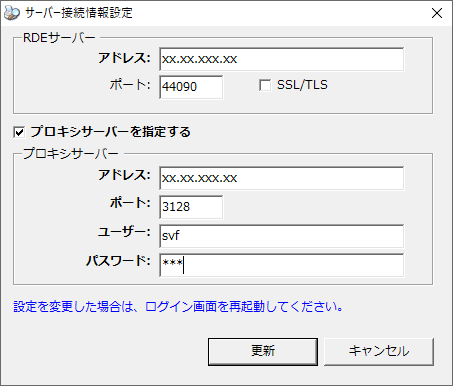 サーバー接続情報設定
RDEサーバー
アドレス: xx.xx.xxx.xx
ポート: 44090 SSL/TLS
プロキシサーバーを指定する
プロキシサーバー
アドレス: xx.xx.xxx.xx
ポート: 3128
ユーザー: svf
パスワード: ***
設定を変更した場合は、ログイン画面を再起動してください。
更新 キャンセル